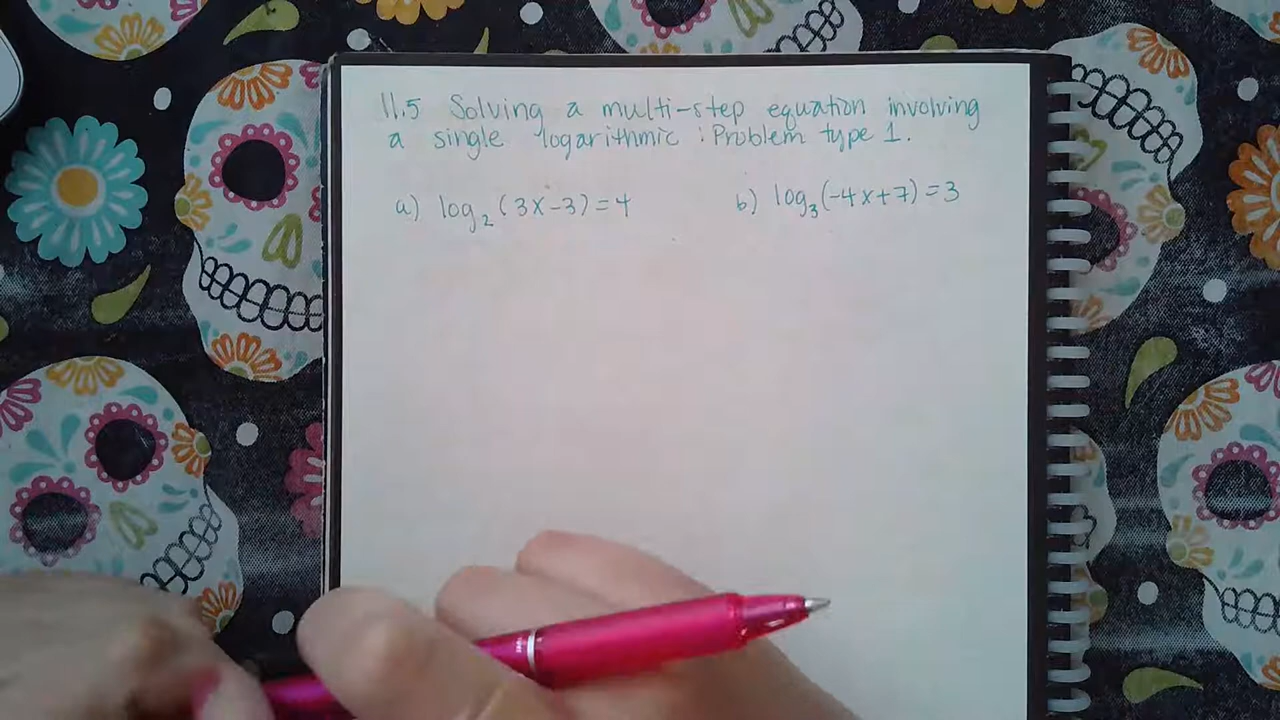 11.5 Solving a multi-step equation involving
a single logarithmic : Problem type 1.
a) log₂(3x-3)=4
b) log₃(-4x+7)=3